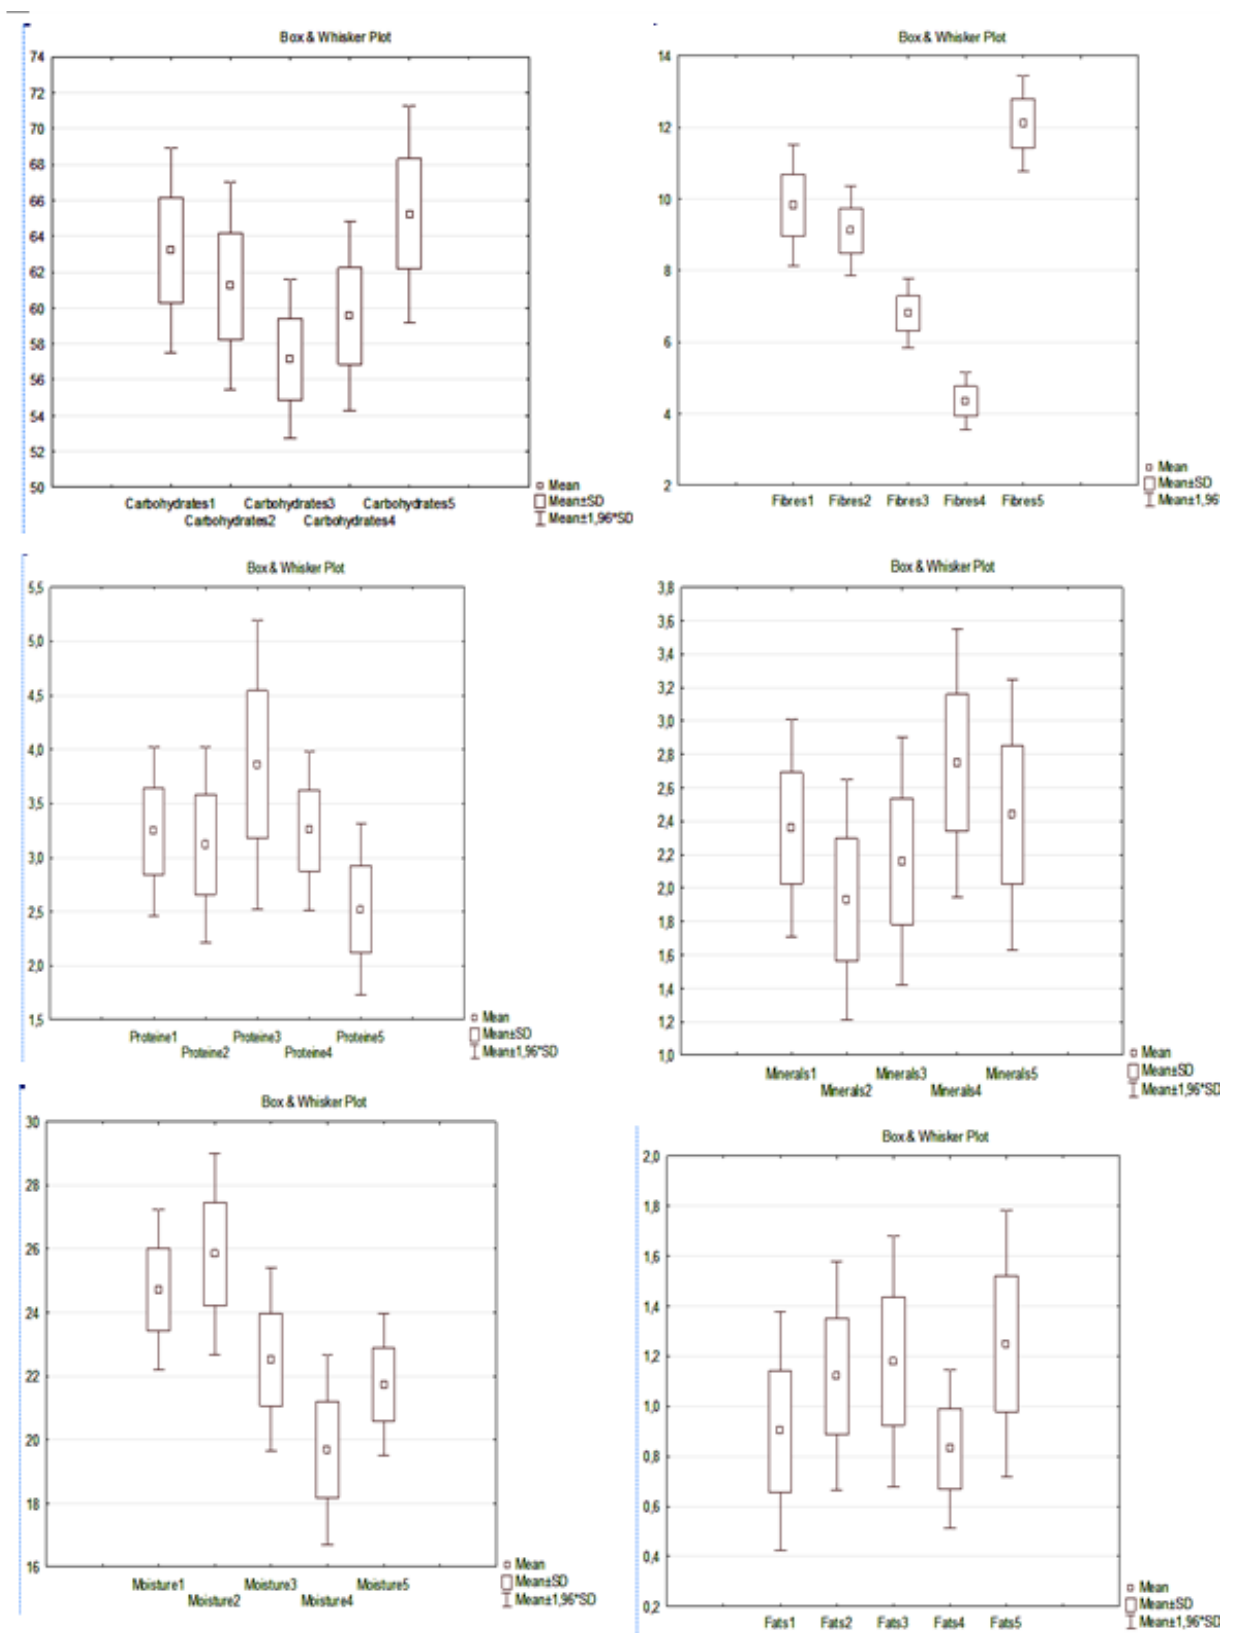 Box & Whisker Plot
74
72
70
68
66
64
62
60
58
56
54
52
50
Carbohydrates1 Carbohydrates3 Carbohydrates5
Carbohydrates2 Carbohydrates4
Mean
Mean±SD
Mean±1,96*SD
Box & Whisker Plot
14
12
10
8
6
4
2
Fibres1 Fibres2 Fibres3 Fibres4 Fibres5
Mean
Mean±SD
Mean±1,96
Box & Whisker Plot
5,5
5,0
4,5
4,0
3,5
3,0
2,5
2,0
1,5
Proteine1 Proteine3 Proteine5
Proteine2 Proteine4
Mean
Mean±SD
Mean±1,96*SD
Box & Whisker Plot
3,8
3,6
3,4
3,2
3,0
2,8
2,6
2,4
2,2
2,0
1,8
1,6
1,4
1,2
1,0
Minerals1 Minerals3 Minerals5
Minerals2 Minerals4
Mean
Mean±SD
Mean±1,96*SD
Box & Whisker Plot
30
28
26
24
22
20
18
16
Moisture1 Moisture3 Moisture5
Moisture2 Moisture4
Mean
Mean±SD
Mean±1,96*SD
Box & Whisker Plot
2,0
1,8
1,6
1,4
1,2
1,0
0,8
0,6
0,4
0,2
Fats1 Fats2 Fats3 Fats4 Fats5
Mean
Mean±SD
Mean±1,96*SD